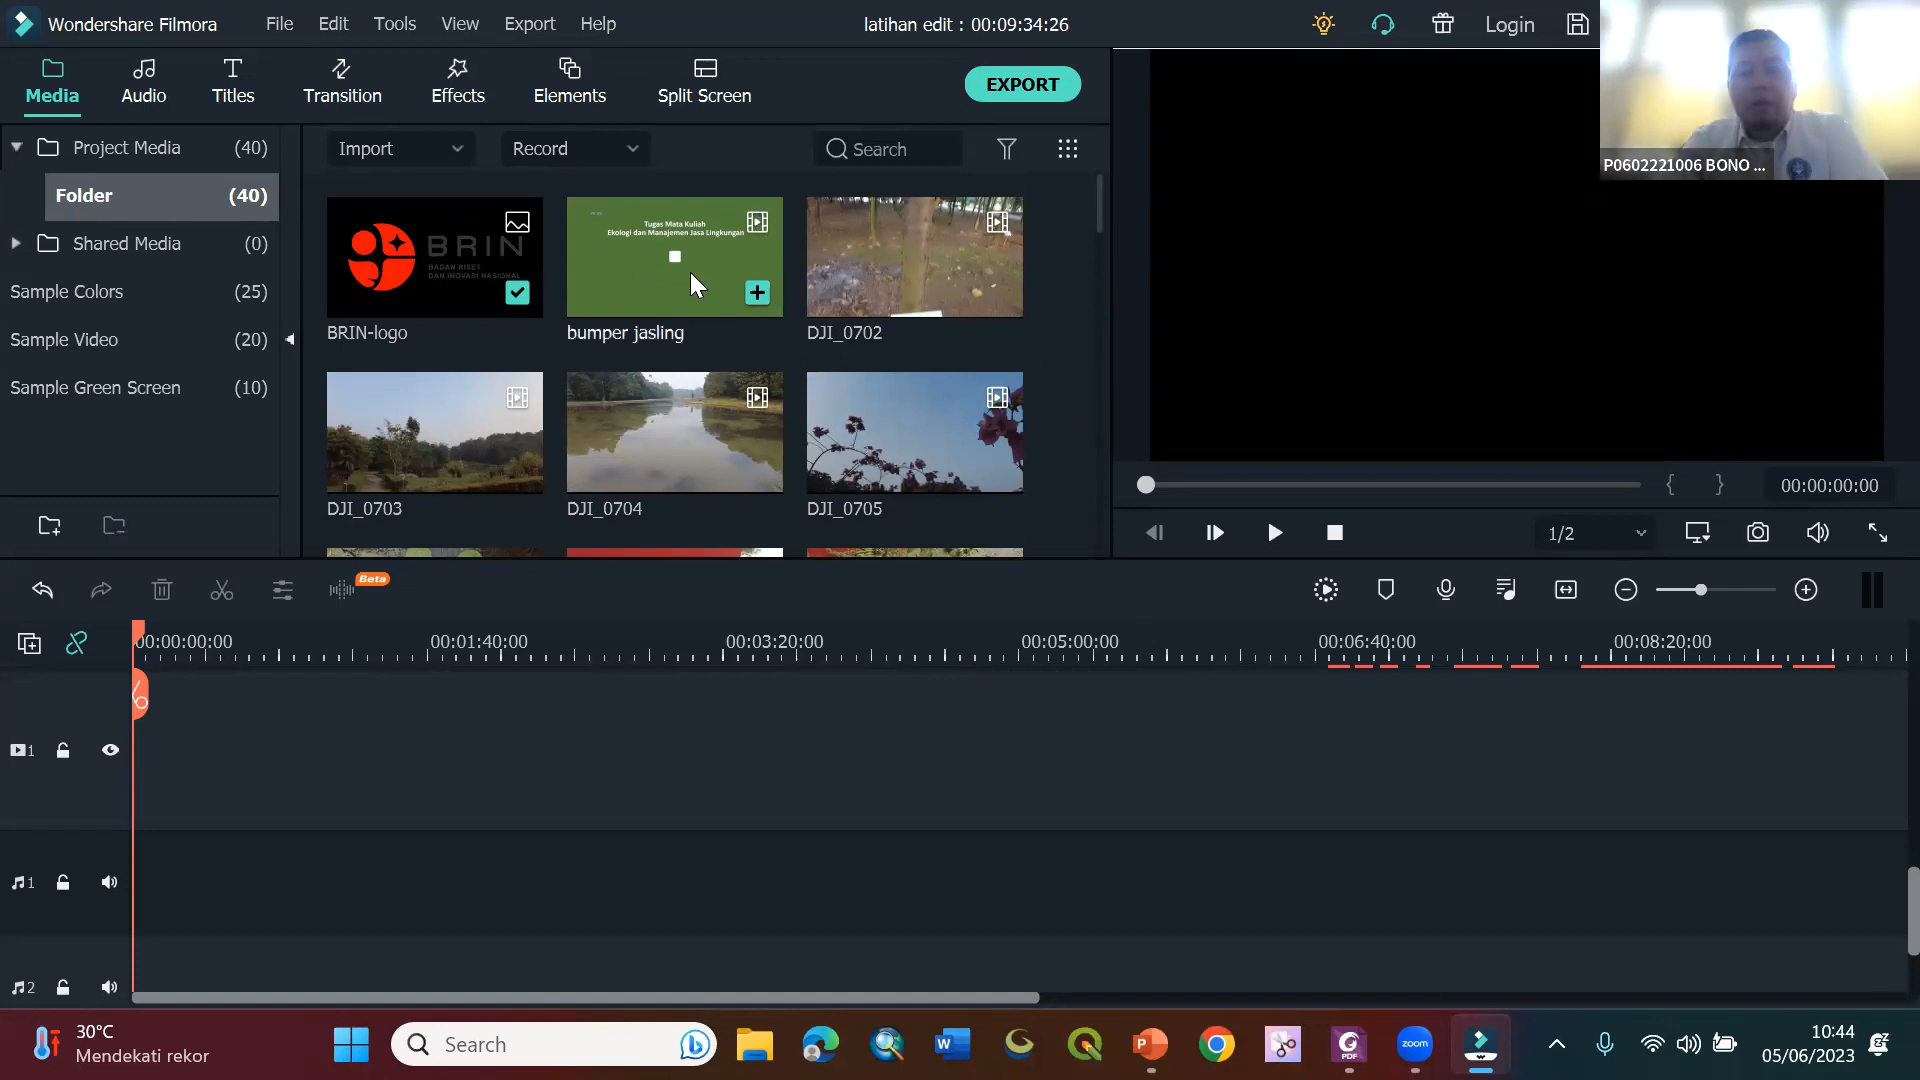 Wondershare Filmora
File
Edit
Tools
View
Export
Help
latihan edit : 00:09:34:26
Login
Media
Audio
Titles
Transition
Effects
Elements
Split Screen
EXPORT
P0602221006 BONO ...
Project Media (40)
Folder (40)
Shared Media (0)
Sample Colors (25)
Sample Video (20)
Sample Green Screen (10)
Import
Record
Search
BRIN
BADAN RISET
DAN INOVASI NASIONAL
BRIN-logo
Tugas Mata Kuliah
Ekologi dan Manajemen Jasa Lingkungan
bumper jasling
DJI_0702
DJI_0703
DJI_0704
DJI_0705
00:00:00:00
1/2
Beta
00:00:00:00
00:01:40:00
00:03:20:00
00:05:00:00
00:06:40:00
00:08:20:00
1
1
2
30°C
Mendekati rekor
Search
W
P
PDF
zoom
10:44
05/06/2023